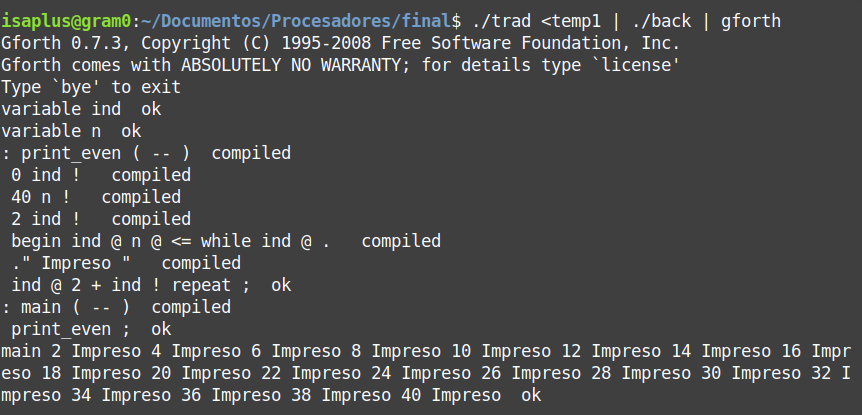 isaplus@gram0:~/Documentos/Procesadores/final$ ./trad <temp1 | ./back | gforth
Gforth 0.7.3, Copyright (C) 1995-2008 Free Software Foundation, Inc.
Gforth comes with ABSOLUTELY NO WARRANTY; for details type `license'
Type `bye' to exit
variable ind  ok
variable n  ok
: print_even ( -- )  compiled
 0 ind !   compiled
 40 n !   compiled
 2 ind !   compiled
 begin ind @ n @ <= while ind @ .   compiled
 ." Impreso "   compiled
 ind @ 2 + ind ! repeat ;  ok
: main ( -- )  compiled
 print_even ;  ok
main 2 Impreso 4 Impreso 6 Impreso 8 Impreso 10 Impreso 12 Impreso 14 Impreso 16 Impr
eso 18 Impreso 20 Impreso 22 Impreso 24 Impreso 26 Impreso 28 Impreso 30 Impreso 32 I
mpreso 34 Impreso 36 Impreso 38 Impreso 40 Impreso  ok